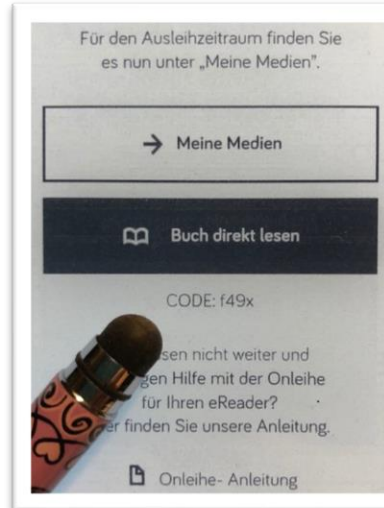 Für den Ausleihzeitraum finden Sie
es nun unter „Meine Medien".
Meine Medien
Buch direkt lesen
CODE: f49x
sen nicht weiter und
gen Hilfe mit der Onleihe
für Ihren eReader?
er finden Sie unsere Anleitung.
Onleihe- Anleitung